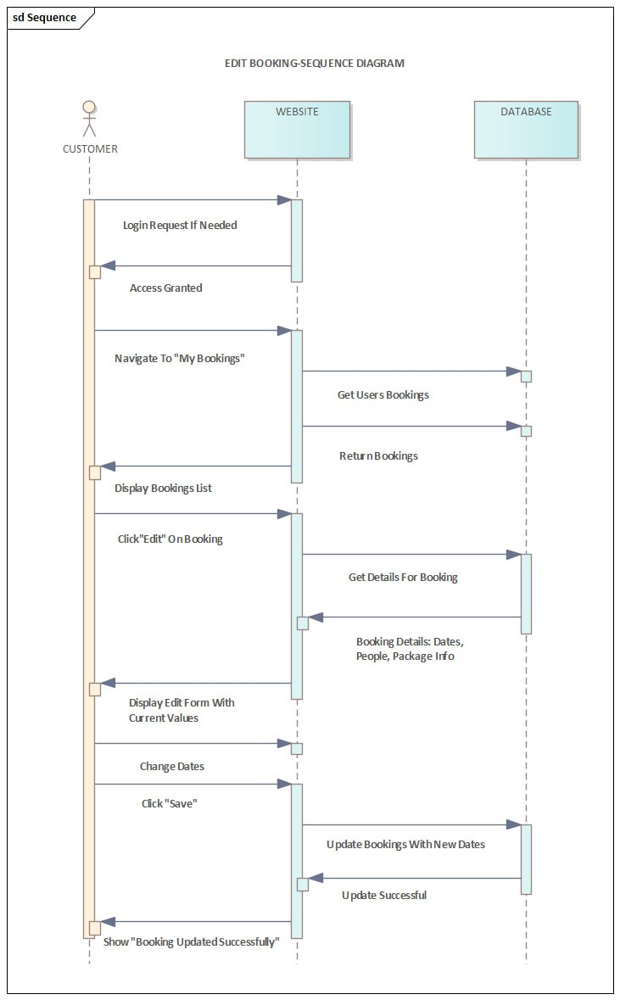 sd Sequence
EDIT BOOKING-SEQUENCE DIAGRAM
CUSTOMER
WEBSITE
DATABASE
Login Request If Needed
Access Granted
Navigate To "My Bookings"
Get Users Bookings
Return Bookings
Display Bookings List
Click"Edit" On Booking
Get Details For Booking
Booking Details: Dates,
People, Package Info
Display Edit Form With
Current Values
Change Dates
Click "Save"
Update Bookings With New Dates
Update Successful
Show "Booking Updated Successfully"